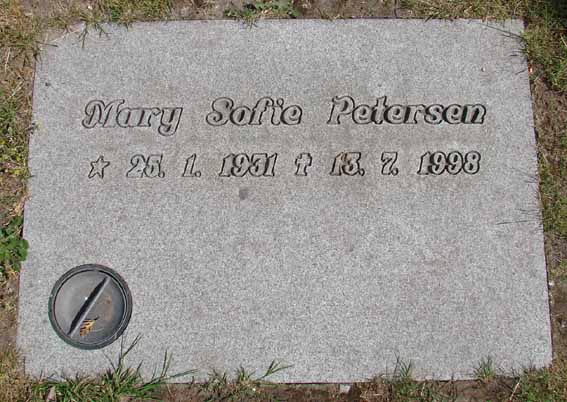 Mary Sofie Petersen
☆ 25. 1. 1931 ✝ 13. 7. 1998